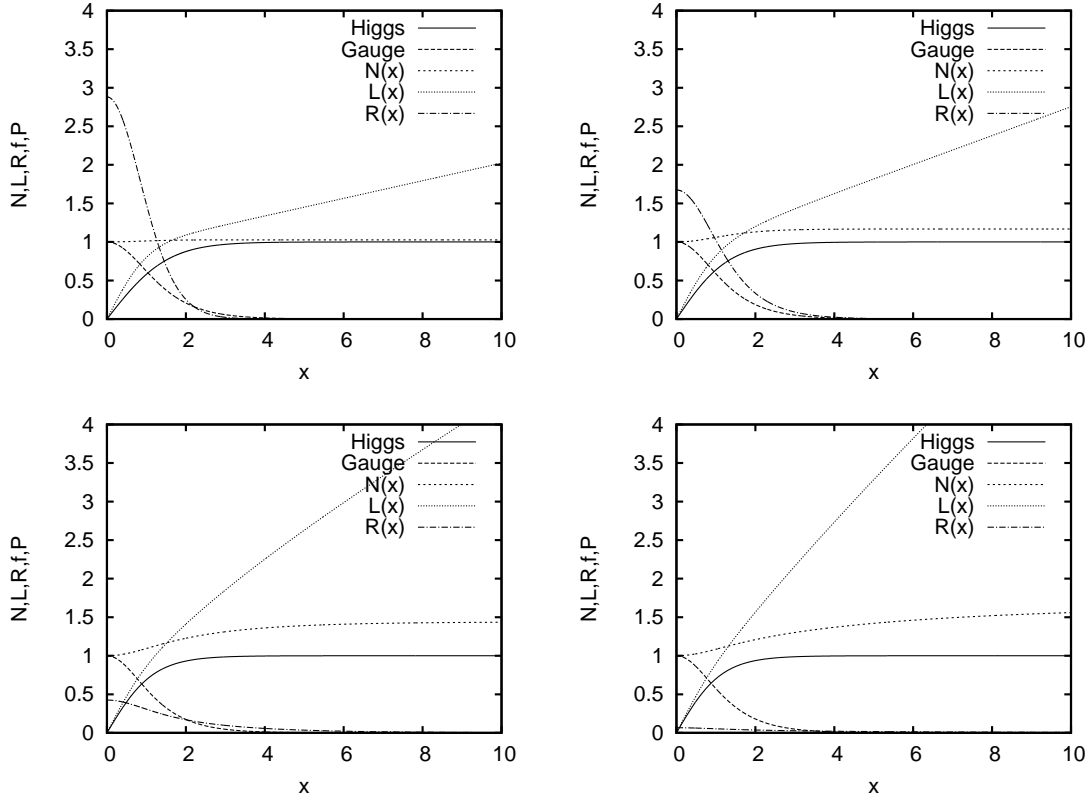 4
3.5
3
2.5
2
1.5
1
0.5
0
0 2 4 6 8 10
N,L,R,f,P
x
Higgs
Gauge
N(x)
L(x)
R(x)
4
3.5
3
2.5
2
1.5
1
0.5
0
0 2 4 6 8 10
N,L,R,f,P
x
Higgs
Gauge
N(x)
L(x)
R(x)
4
3.5
3
2.5
2
1.5
1
0.5
0
0 2 4 6 8 10
N,L,R,f,P
x
Higgs
Gauge
N(x)
L(x)
R(x)
4
3.5
3
2.5
2
1.5
1
0.5
0
0 2 4 6 8 10
N,L,R,f,P
x
Higgs
Gauge
N(x)
L(x)
R(x)